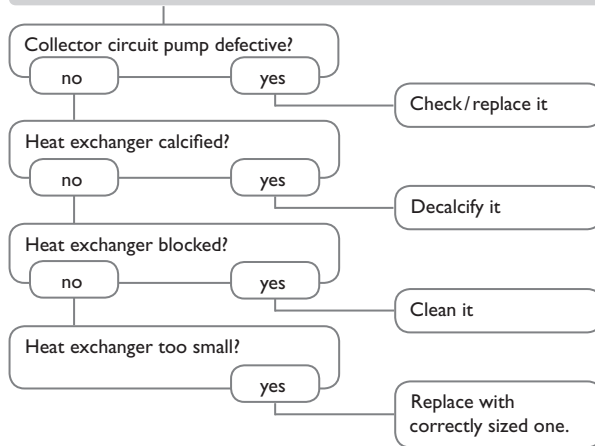 Collector circuit pump defective?
no
yes
Check/replace it
Heat exchanger calcified?
no
yes
Decalcify it
Heat exchanger blocked?
no
yes
Clean it
Heat exchanger too small?
yes
Replace with
correctly sized one.